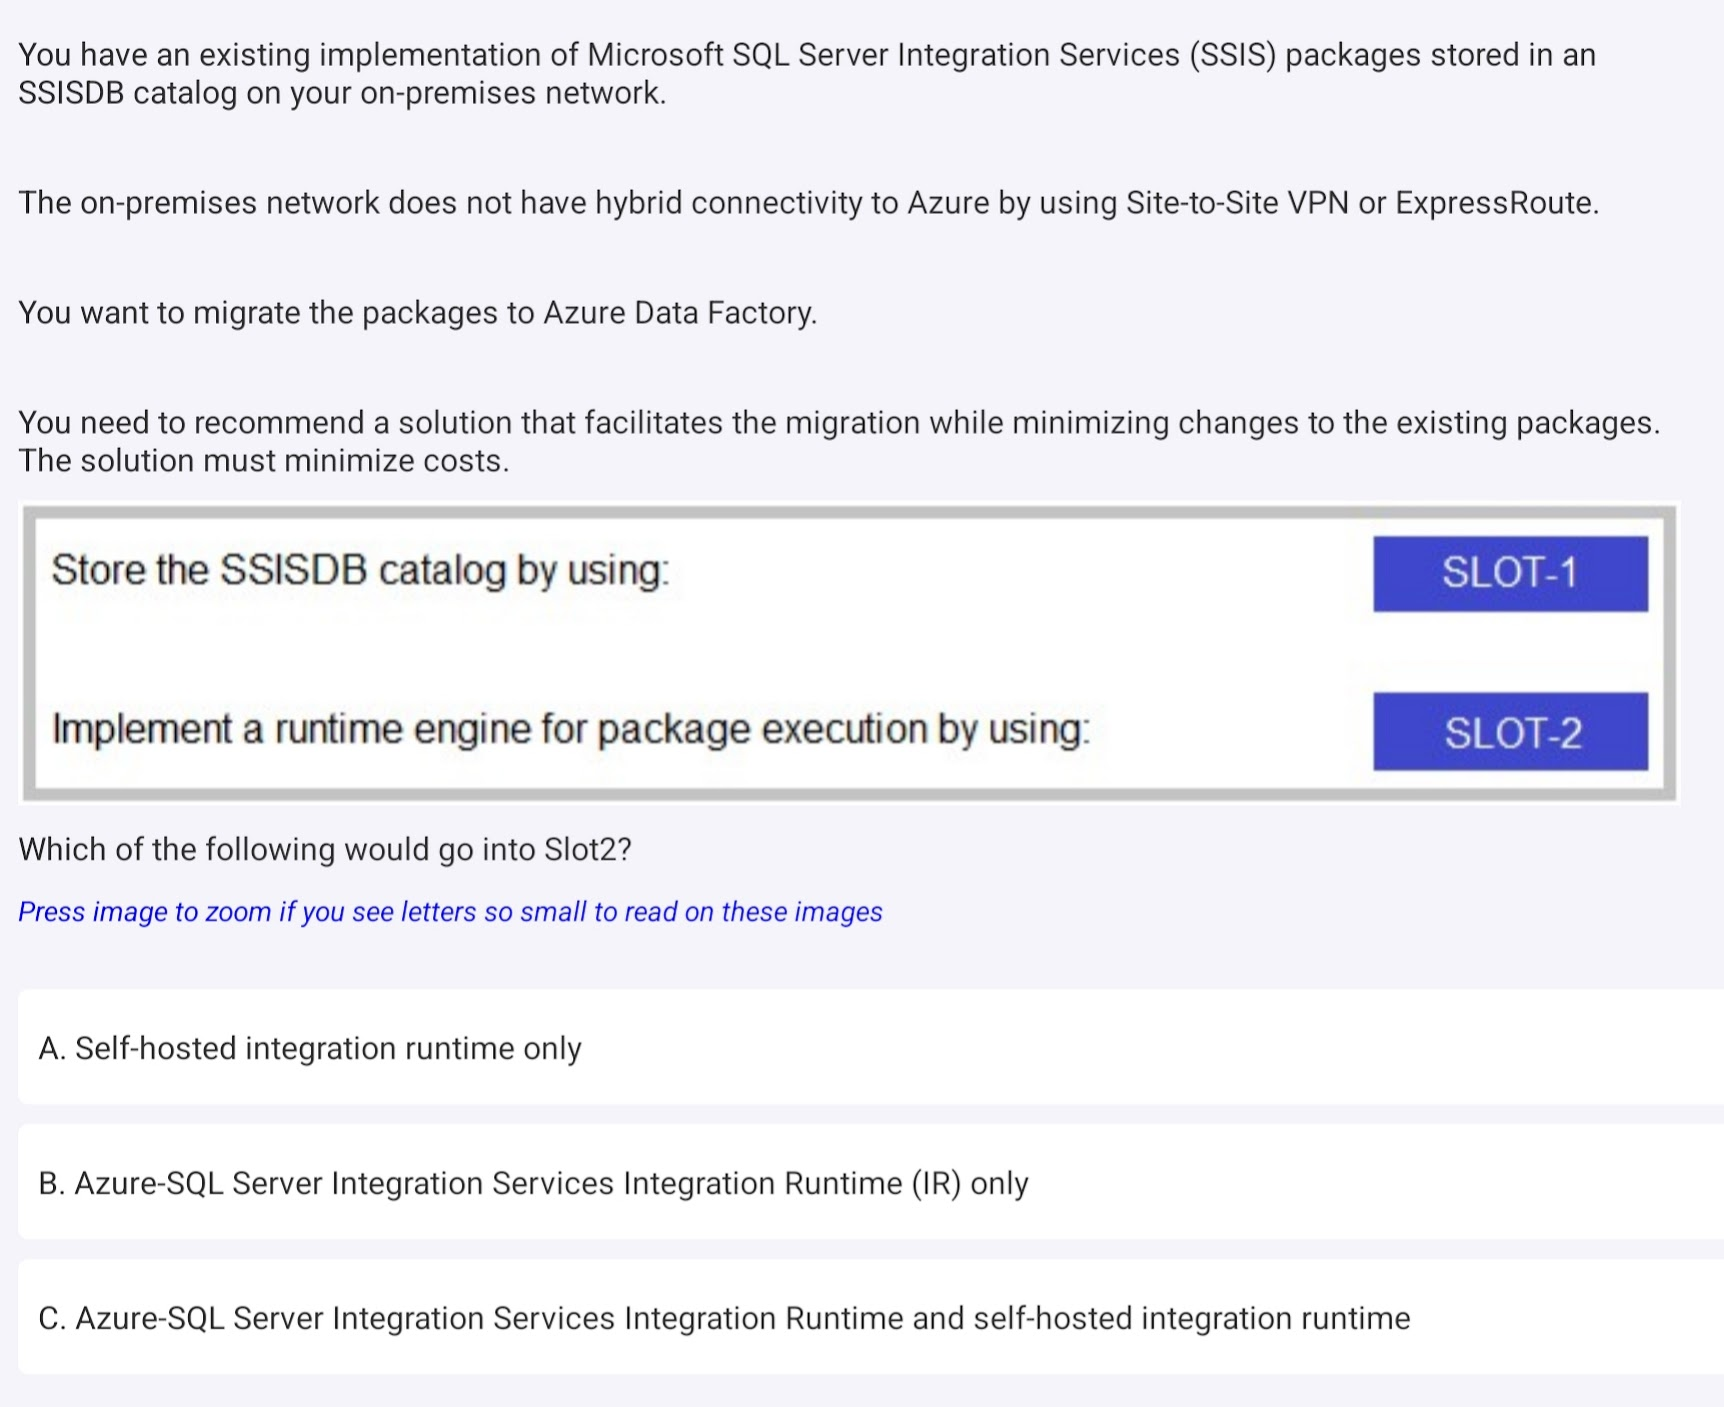 You have an existing implementation of Microsoft SQL Server Integration Services (SSIS) packages stored in an
SSISDB catalog on your on-premises network.
The on-premises network does not have hybrid connectivity to Azure by using Site-to-Site VPN or ExpressRoute.
You want to migrate the packages to Azure Data Factory.
You need to recommend a solution that facilitates the migration while minimizing changes to the existing packages.
The solution must minimize costs.
Store the SSISDB catalog by using:
SLOT-1
Implement a runtime engine for package execution by using:
SLOT-2
Which of the following would go into Slot2?
Press image to zoom if you see letters so small to read on these images
A. Self-hosted integration runtime only
B. Azure-SQL Server Integration Services Integration Runtime (IR) only
C. Azure-SQL Server Integration Services Integration Runtime and self-hosted integration runtime